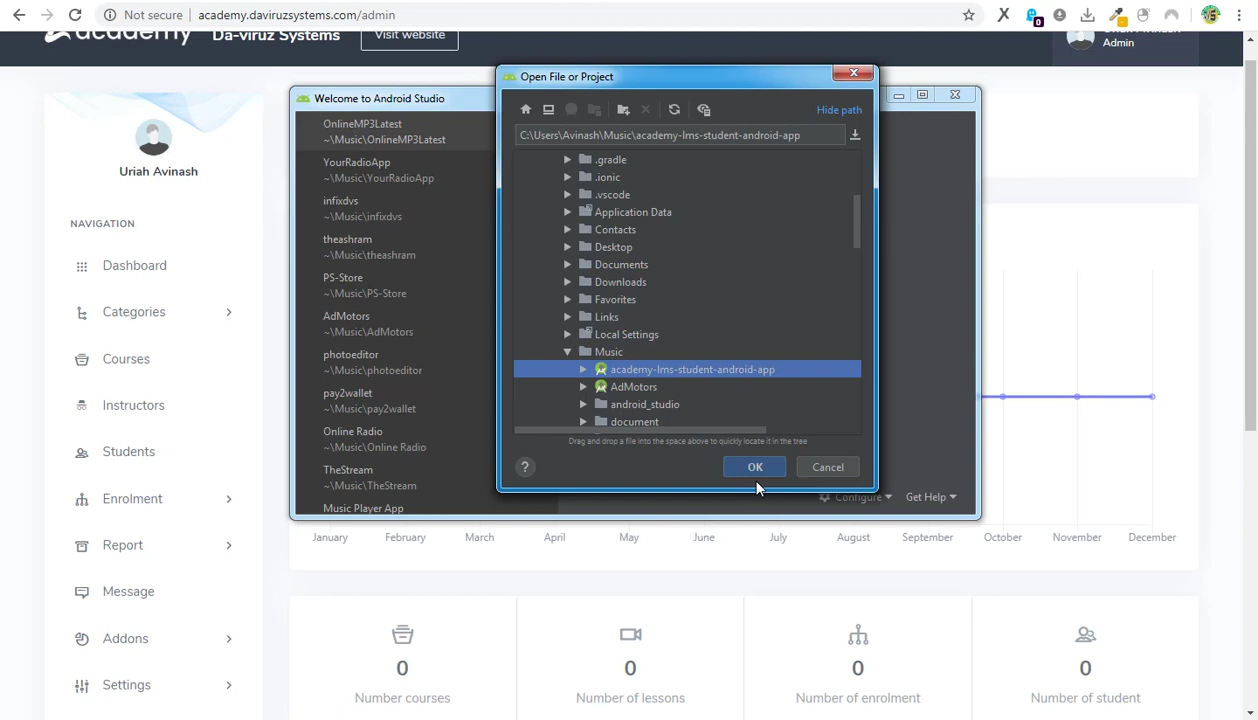 Not secure
academy.daviruzsystems.com/admin
0
academy
Da-viruz Systems
Visit website
Uriah Avinash
Admin
Uriah Avinash
NAVIGATION
Dashboard
Categories
Courses
Instructors
Students
Enrolment
Report
Message
Addons
Settings
Welcome to Android Studio
OnlineMP3Latest
~\Music\OnlineMP3Latest
YourRadioApp
~\Music\YourRadioApp
infixdvs
~\Music\infixdvs
theashram
~\Music\theashram
PS-Store
~\Music\PS-Store
AdMotors
~\Music\AdMotors
photoeditor
~\Music\photoeditor
pay2wallet
~\Music\pay2wallet
Online Radio
~\Music\Online Radio
TheStream
~\Music\TheStream
Music Player App
Configure
Get Help
Open File or Project
Hide path
C:\Users\Avinash\Music\academy-lms-student-android-app
.gradle
.ionic
.vscode
Application Data
Contacts
Desktop
Documents
Downloads
Favorites
Links
Local Settings
Music
academy-lms-student-android-app
AdMotors
android_studio
document
Drag and drop a file into the space above to quickly locate it in the tree
?
OK
Cancel
January February March April May June July August September October November December
0
Number courses
0
Number of lessons
0
Number of enrolment
0
Number of student